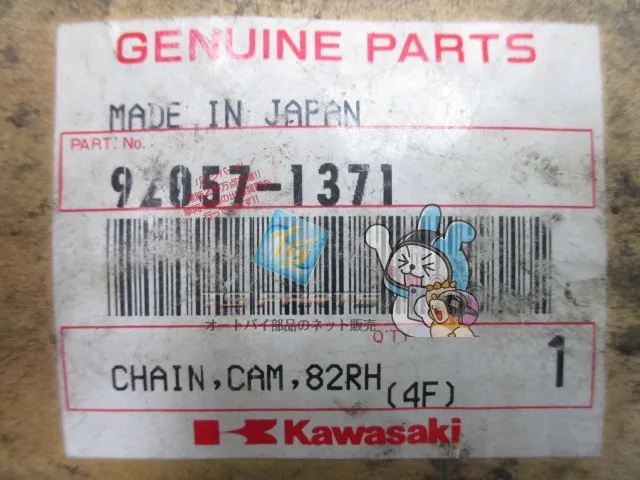 GENUINE PARTS
MADE IN JAPAN
PART. No.
92057-1371
オートバイ部品のネット販売
Q'TY
CHAIN,CAM,82RH(4F) 1
Kawasaki